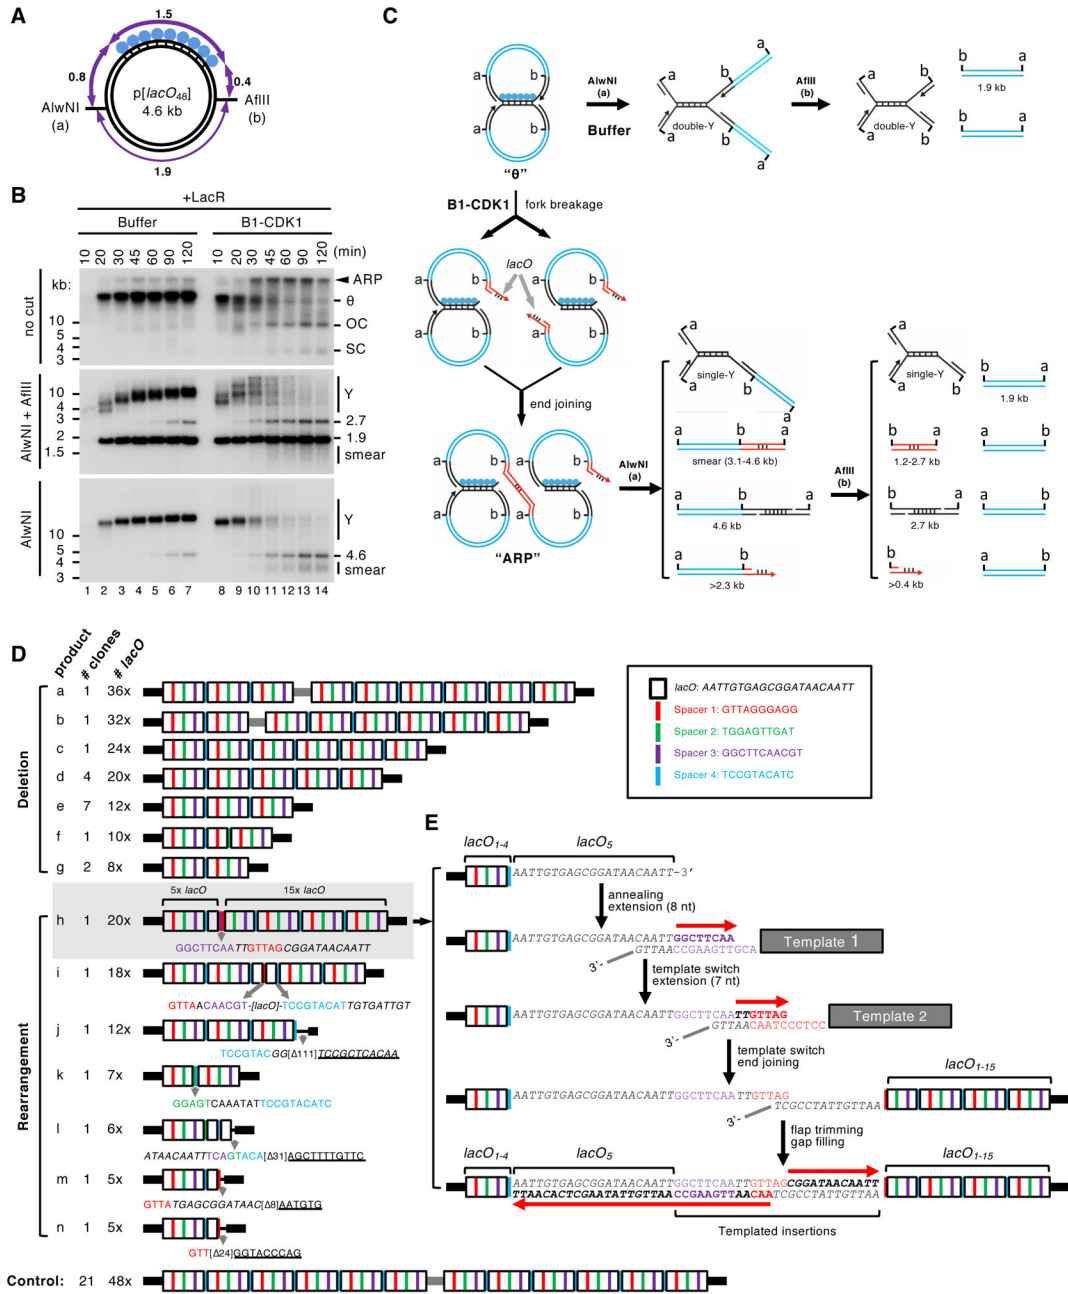 A
1.5
0.8
0.4
p[lacO48]
4.6 kb
AlwNI
(a)
AflII
(b)
1.9
B
+LacR
Buffer
B1-CDK1
10 20 30 45 60 90 120 10 20 30 45 60 90 120 (min)
kb:
no cut
10
5
4
3
ARP
θ
OC
SC
AlwNI + AflII
10
4
3
2
1.5
Y
2.7
1.9
smear
AlwNI
10
5
4
3
Y
4.6
smear
1 2 3 4 5 6 7 8 9 10 11 12 13 14
C
a
b
"θ"
AlwNI
(a)
Buffer
a
a
b
b
a
a
double-Y
AflII
(b)
a
b
a
b
double-Y
b a
1.9 kb
B1-CDK1
fork breakage
lacO
a b
a b
end joining
a b
a b
"ARP"
AlwNI
(a)
a
a
b
a
single-Y
a b a
smear (3.1-4.6 kb)
a b a
4.6 kb
a b
>2.3 kb
AflII
(b)
a
a
b
single-Y
b a
1.9 kb
b a
1.2-2.7 kb
b a
2.7 kb
b
>0.4 kb
D
product
# clones
# lacO
Deletion
a 1 36x
b 1 32x
c 1 24x
d 4 20x
e 7 12x
f 1 10x
g 2 8x
lacO: AATTGTGAGCGGATAACAATT
Spacer 1: GTTAGGGAGG
Spacer 2: TGGAGTTGAT
Spacer 3: GGCTTCAACGT
Spacer 4: TCCGTACATC
Rearrangement
5x lacO
15x lacO
h 1 20x
GGCTTCAATTGTTAGCGGATAACAATT
i 1 18x
GTTAACAACGT-[lacO]-TCCGTACATTGTGATTGT
j 1 12x
TCCGTACGG[Δ111]TCCGCTCACAA
k 1 7x
GGAGTCAAATATTCCGTACATC
l 1 6x
ATAACAATTTCAGTACA[Δ31]AGCTTTTGTTC
m 1 5x
GTTATGAGCGGATAAC[Δ8]AATGTG
n 1 5x
GTT[Δ24]GGTACCCAG
Control: 21 48x
E
lacO1-4
lacO5
AATTGTGAGCGGATAACAATT-3'
annealing
extension (8 nt)
AATTGTGAGCGGATAACAATTGGCTTCAA
GTTAACCGAAGTTGCA
3'-
Template 1
template switch
extension (7 nt)
AATTGTGAGCGGATAACAATTGGCTTCAATTGTTAG
GTTAACAATCCCTCC
3'-
Template 2
template switch
end joining
lacO1-15
AATTGTGAGCGGATAACAATTGGCTTCAATTGTTAG
TCGCCTATTGTTAA
3'-
flap trimming
gap filling
lacO1-4
lacO5
lacO1-15
AATTGTGAGCGGATAACAATTGGCTTCAATTGTTAGCGGATAACAATT
TTAACACTCGAATATTGTTAACCGAAGTTAACAATCGCCTATTGTTAA
Templated insertions